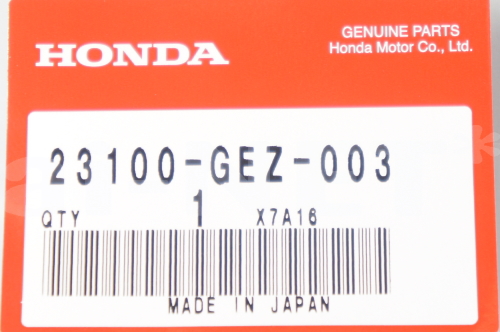 HONDA
GENUINE PARTS
Honda Motor Co., Ltd.
23100-GEZ-003
QTY 1 X7A16
MADE IN JAPAN